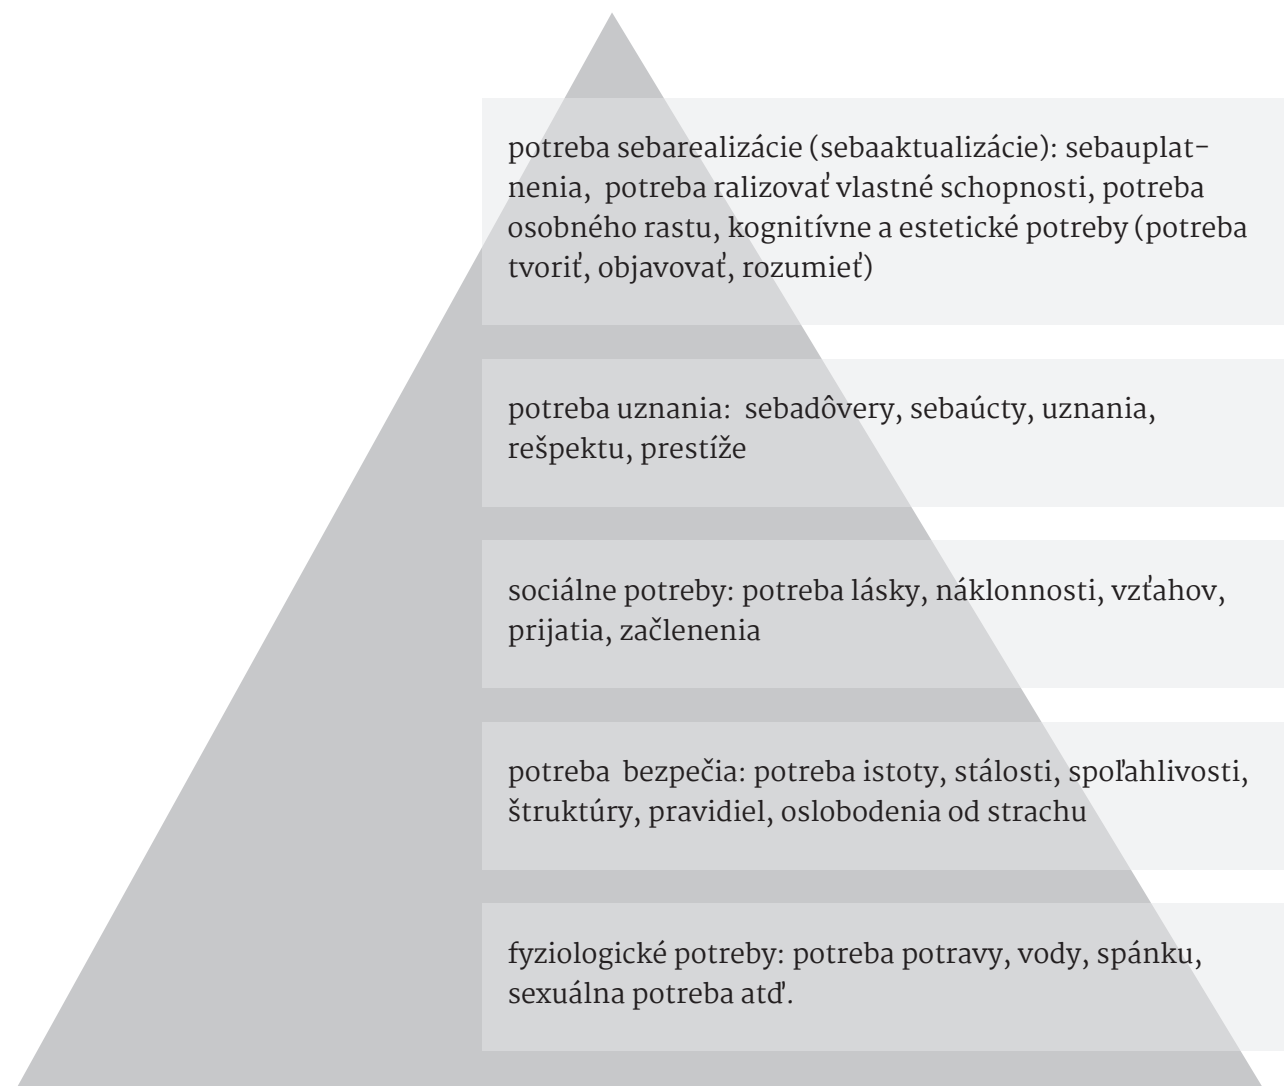 potreba sebarealizácie (sebaaktualizácie): sebauplat-
nenia,  potreba ralizovať vlastné schopnosti, potreba
osobného rastu, kognitívne a estetické potreby (potreba
tvoriť, objavovať, rozumieť)
potreba uznania:  sebadôvery, sebaúcty, uznania,
rešpektu, prestíže
sociálne potreby: potreba lásky, náklonnosti, vzťahov,
prijatia, začlenenia
potreba  bezpečia: potreba istoty, stálosti, spoľahlivosti,
štruktúry, pravidiel, oslobodenia od strachu
fyziologické potreby: potreba potravy, vody, spánku,
sexuálna potreba atď.